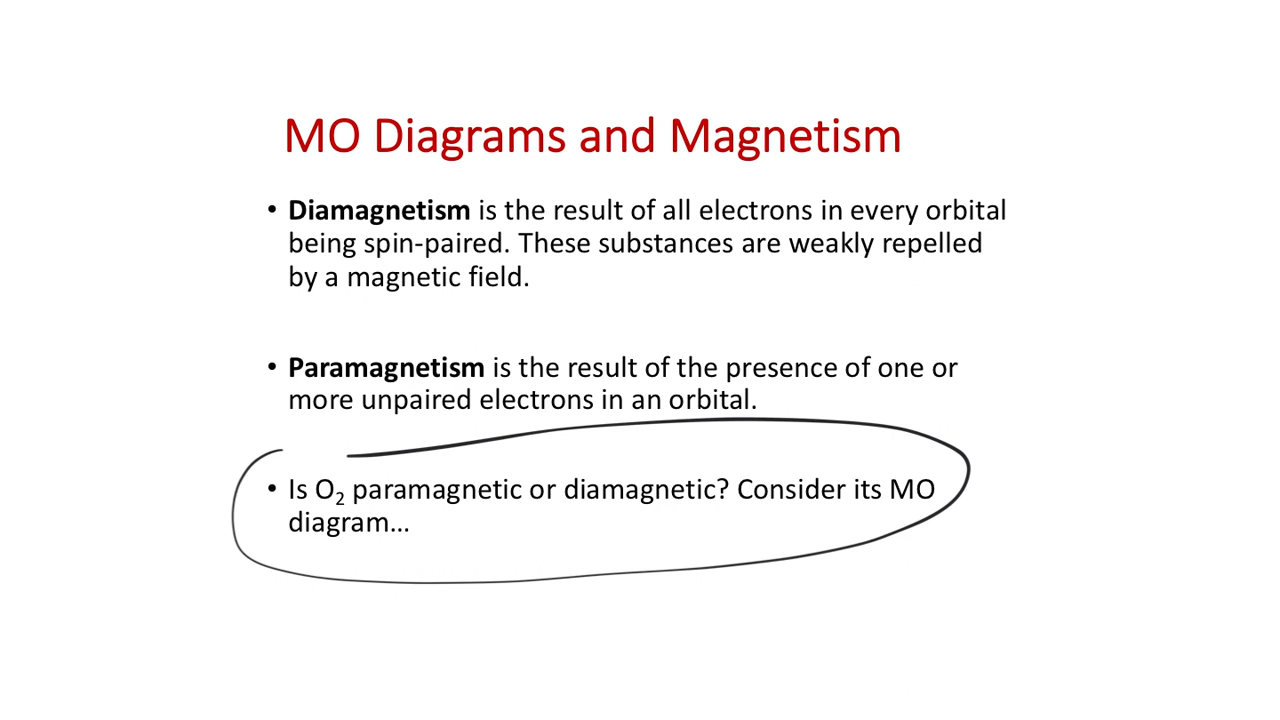 MO Diagrams and Magnetism
• Diamagnetism is the result of all electrons in every orbital
being spin-paired. These substances are weakly repelled
by a magnetic field.
• Paramagnetism is the result of the presence of one or
more unpaired electrons in an orbital.
• Is O₂ paramagnetic or diamagnetic? Consider its MO
diagram…